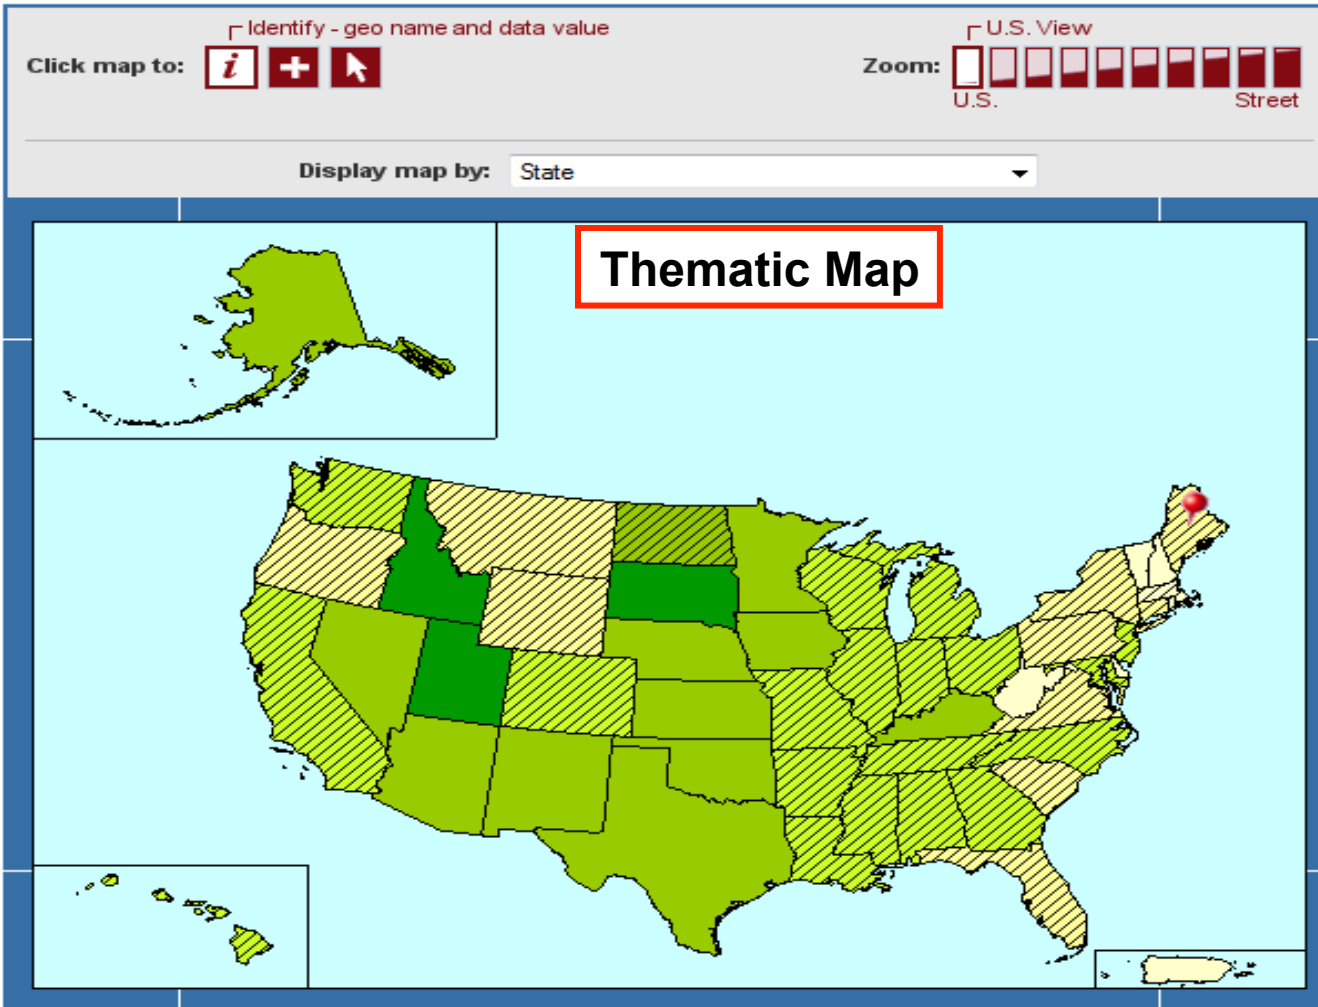 Identify - geo name and data value
U.S. View
Click map to:
i
Zoom:
U.S.
Street
Display map by:
State
Thematic Map